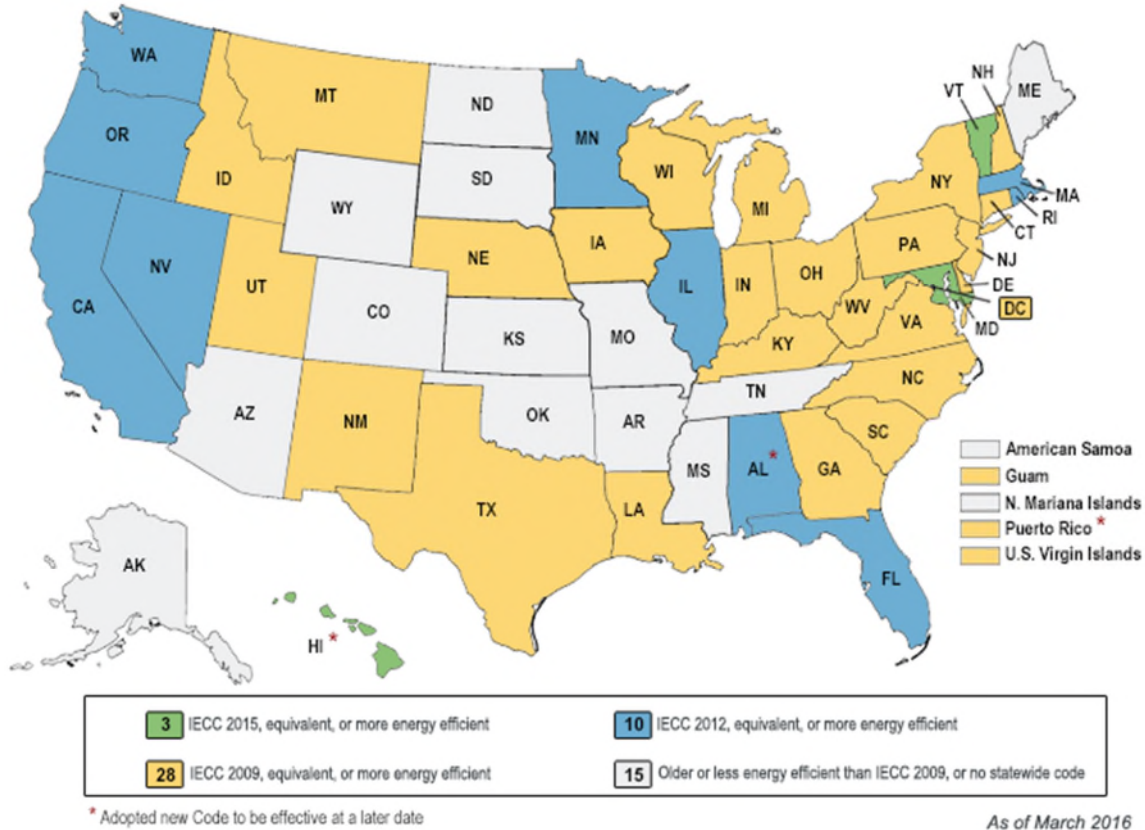 WA
MT
ND
MN
VT
NH
ME
OR
ID
SD
WI
NY
WY
MI
MA
RI
CT
NV
UT
NE
IA
PA
NJ
CA
CO
IL
IN
OH
DE
DC
MD
WV
VA
KS
MO
KY
AZ
NM
OK
AR
TN
NC
SC
MS
AL *
GA
TX
LA
AK
FL
HI *
American Samoa
Guam
N. Mariana Islands
Puerto Rico *
U.S. Virgin Islands
3 IECC 2015, equivalent, or more energy efficient
10 IECC 2012, equivalent, or more energy efficient
28 IECC 2009, equivalent, or more energy efficient
15 Older or less energy efficient than IECC 2009, or no statewide code
* Adopted new Code to be effective at a later date
As of March 2016